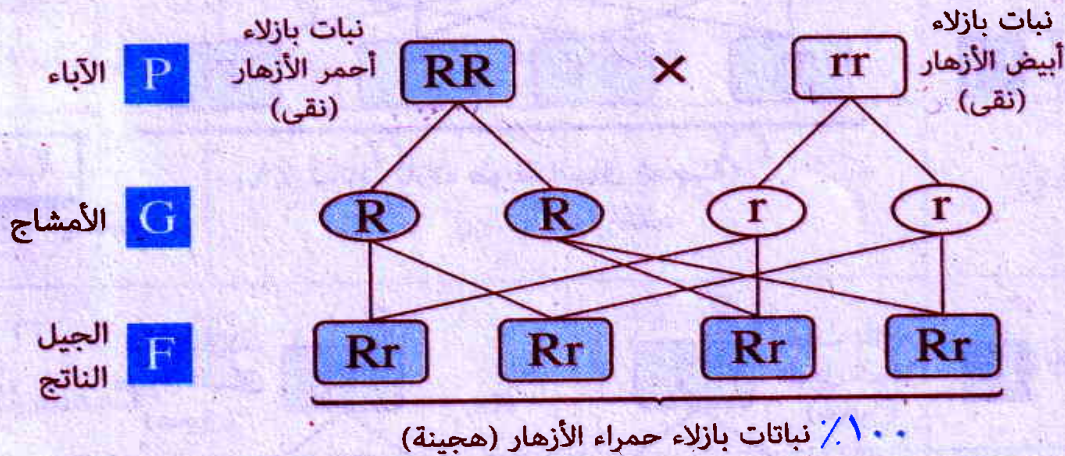 الآباء P نبات بازلاء أحمر الأزهار (نقى) RR × rr نبات بازلاء أبيض الأزهار (نقى)
الأمشاج G R R r r
الجيل الناتج F Rr Rr Rr Rr
١٠٠٪ نباتات بازلاء حمراء الأزهار (هجينة)